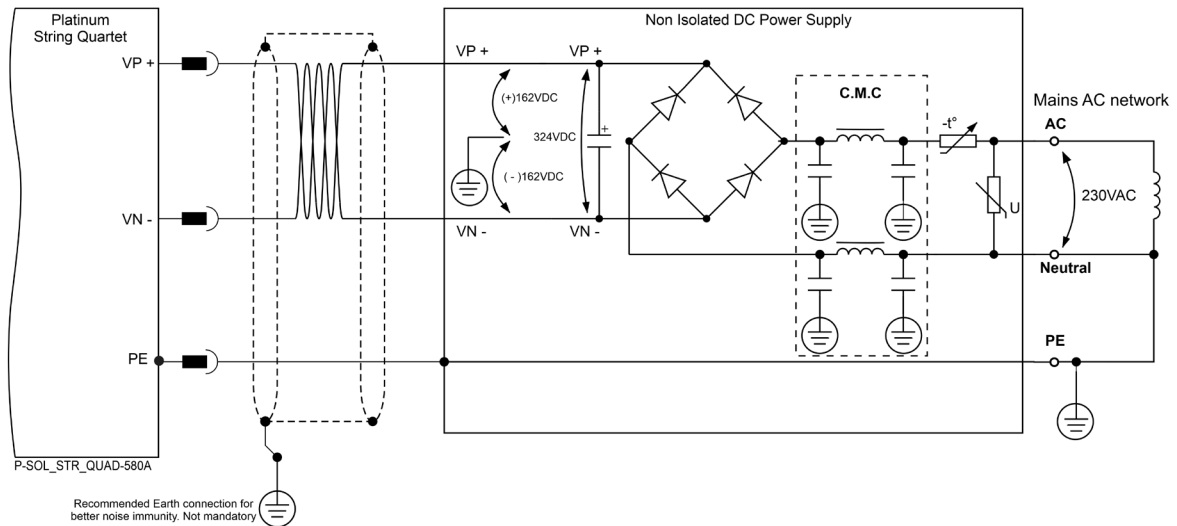 Platinum
String Quartet
Non Isolated DC Power Supply
VP +
VP +
VP +
(+)162VDC
324VDC
+
(-)162VDC
VN -
VN -
VN -
C.M.C
-t°
U
Mains AC network
AC
230VAC
Neutral
PE
PE
P-SOL_STR_QUAD-580A
Recommended Earth connection for
better noise immunity. Not mandatory